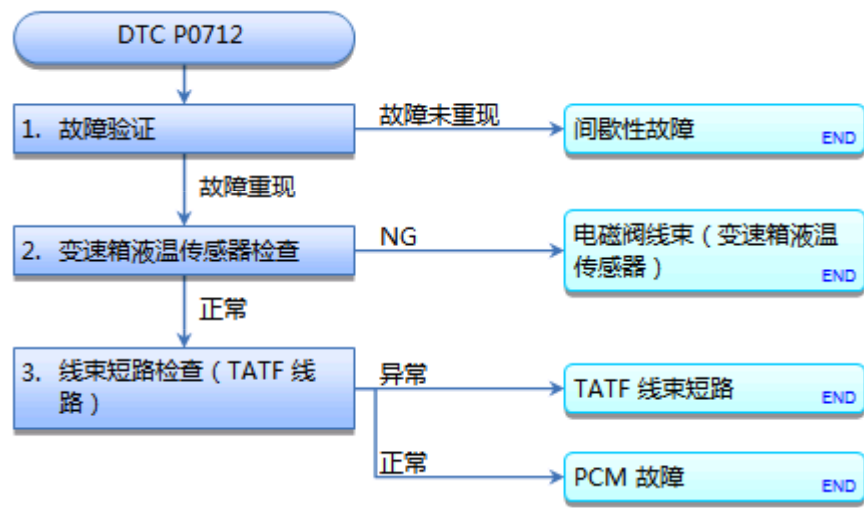 DTC P0712
1. 故障验证
故障未重现
间歇性故障
END
故障重现
2. 变速箱液温传感器检查
NG
电磁阀线束（变速箱液温
传感器）
END
正常
3. 线束短路检查（TATF 线
路）
异常
TATF 线束短路
END
正常
PCM 故障
END